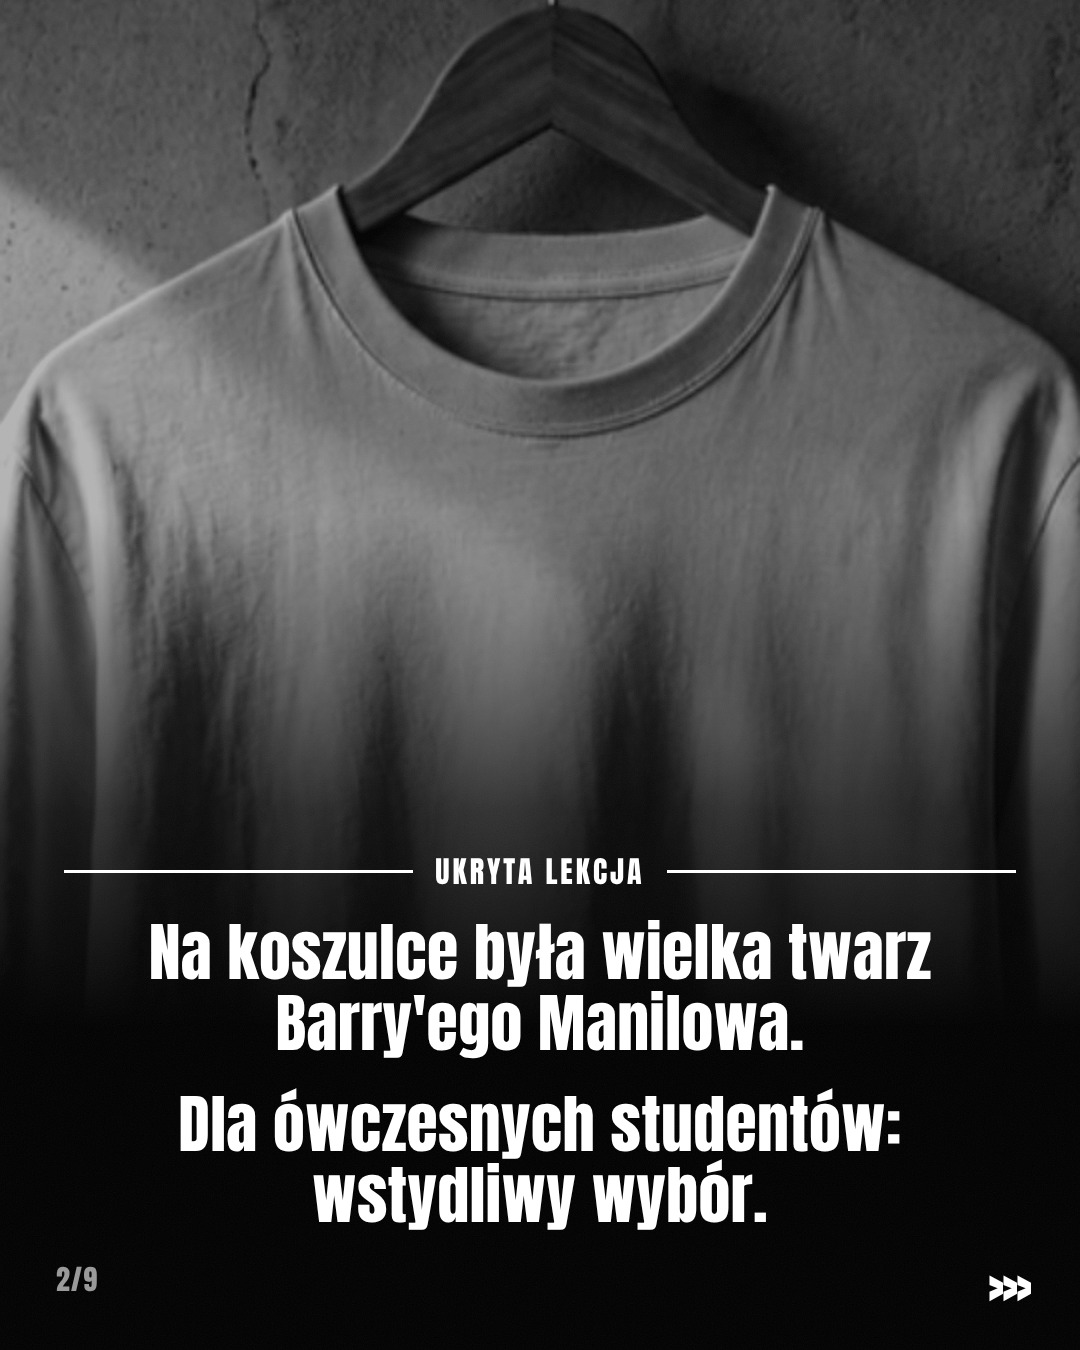 UKRYTA LEKCJA
Na koszulce była wielka twarz
Barry'ego Manilowa.
Dla ówczesnych studentów:
wstydliwy wybór.
2/9
>>>